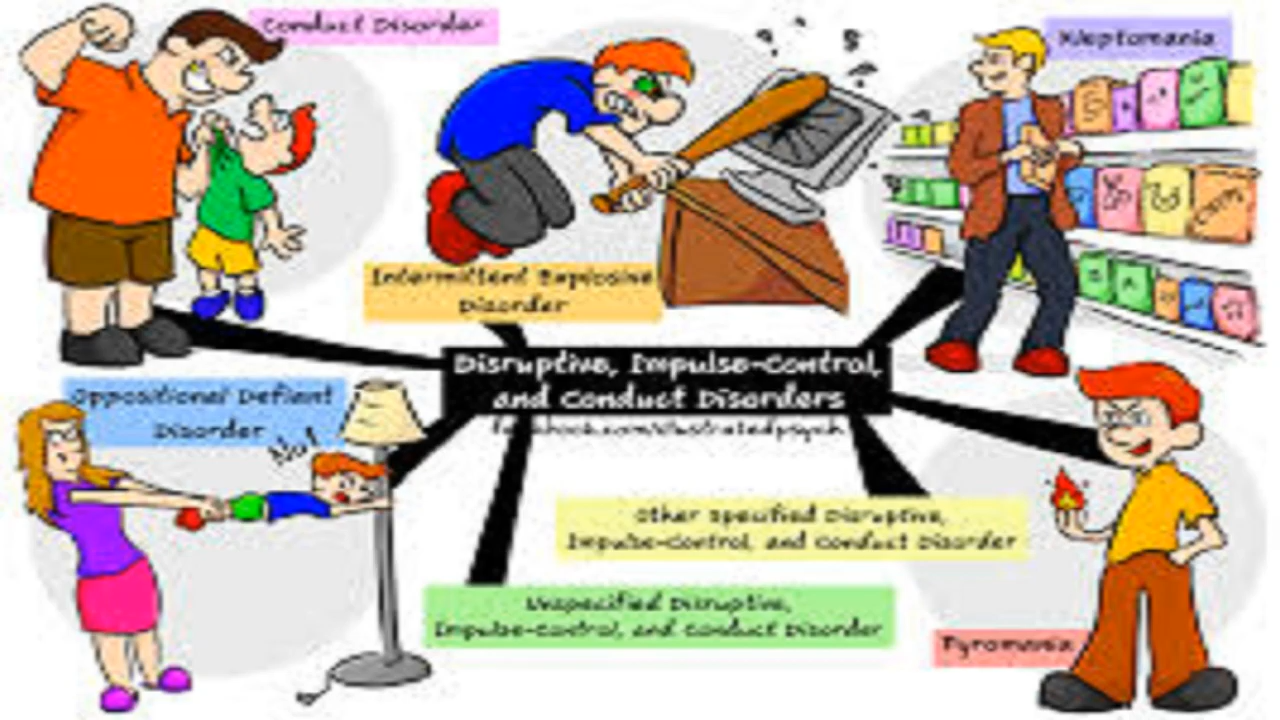 Conduct Disorder
Kleptomania
Intermittent Explosive
Disorder
Disruptive, Impulse-Control,
and Conduct Disorders
facebook.com/illustratedpsych
Oppositional Defiant
Disorder
No!
Other Specified Disruptive,
Impulse-Control, and Conduct Disorder
Unspecified Disruptive,
Impulse-Control, and Conduct Disorder
Pyromania